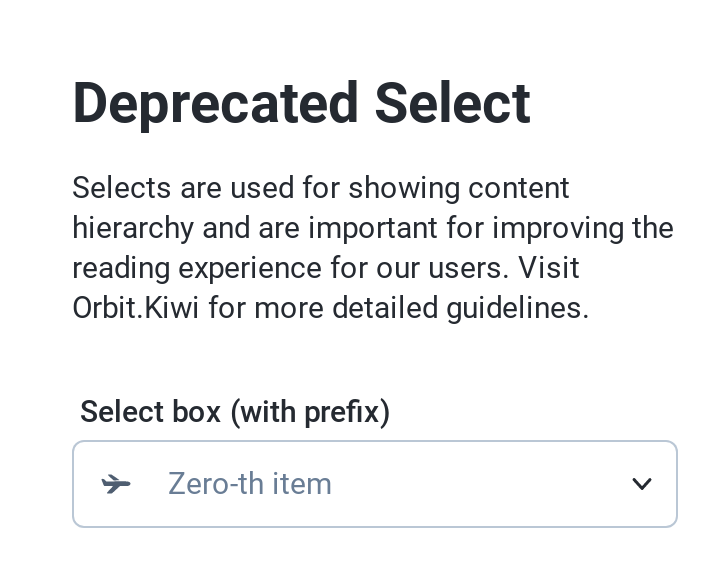 Deprecated Select
Selects are used for showing content
hierarchy and are important for improving the
reading experience for our users. Visit
Orbit.Kiwi for more detailed guidelines.
Select box (with prefix)
Zero-th item